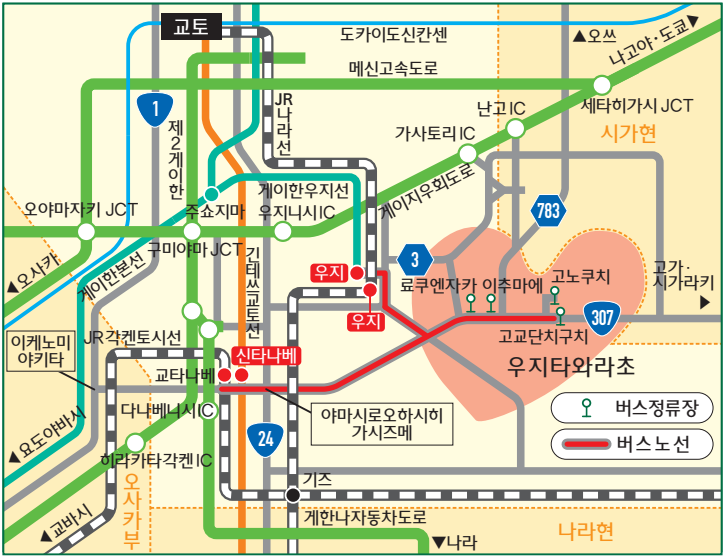 교토
도카이도신칸센
▲오쓰
나고야·도쿄▶
메신고속도로
세타히가시 JCT
1
JR나라선
난고 IC
가사토리 IC
시가현
제2게이한
게이한우지선
게이지우회도로
783
오야마자키 JCT
주쇼지마
우지니시 IC
구미야마 JCT
◀오사카
게이한본선
긴테쓰교토선
3
우지
우지
료쿠엔자카
이추마에
고노쿠치
고가·
시가라키
▶
고교단치구치
307
이케노미
야키타
JR각켄토시선
신타나베
교타나베
우지타와라초
다나베니시 IC
야마시로오하시히
가시즈메
버스정류장
버스노선
◀요도야바시
24
히라카타각켄 IC
오사카부
기즈
◀교바시
게한나자동차도로
나라현
▼나라